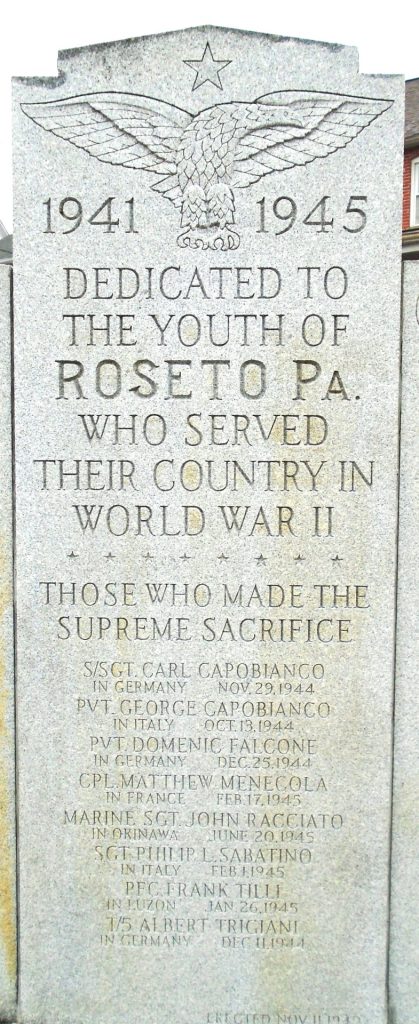 1941 1945
DEDICATED TO
THE YOUTH OF
ROSETO PA.
WHO SERVED
THEIR COUNTRY IN
WORLD WAR II
THOSE WHO MADE THE
SUPREME SACRIFICE
S/SGT. CARL CAPOBIANCO
IN GERMANY NOV. 29, 1944
PVT. GEORGE CAPOBIANCO
IN ITALY OCT. 13, 1944
PVT. DOMENIC FALCONE
IN GERMANY DEC. 25, 1944
CPL. MATTHEW MENECOLA
IN FRANCE FEB. 17, 1945
MARINE SGT. JOHN RACCIATO
IN OKINAWA JUNE 20, 1945
SGT. PHILIP L. SABATINO
IN ITALY FEB. 1, 1945
PFC. FRANK TILLI
IN LUZON JAN. 26, 1945
T/5 ALBERT TRIGIANI
IN GERMANY DEC. 11, 1944
ERECTED NOV. 11,